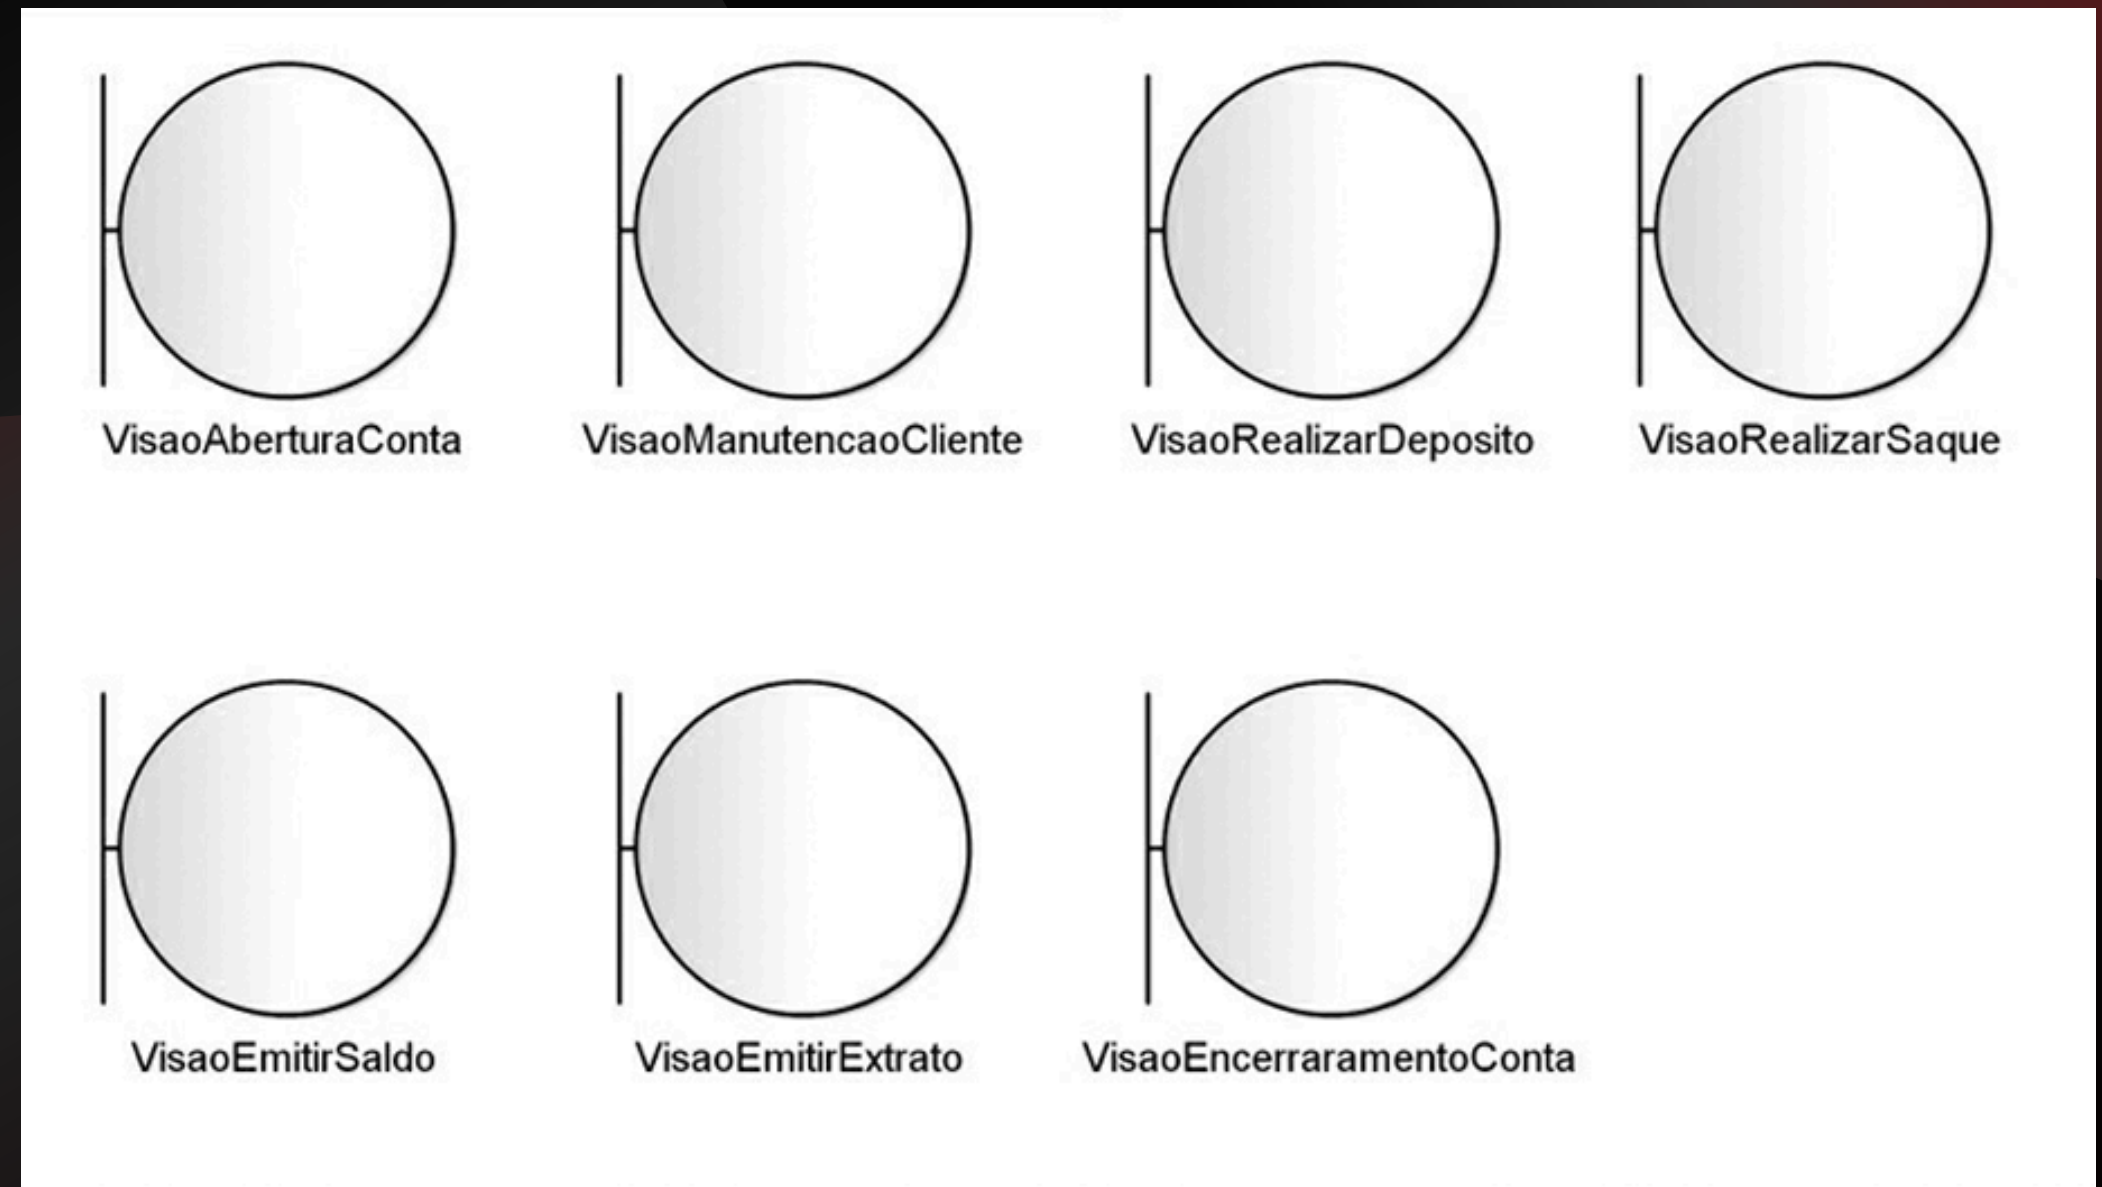 VisaoAberturaConta
VisaoManutencaoCliente
VisaoRealizarDeposito
VisaoRealizarSaque
VisaoEmitirSaldo
VisaoEmitirExtrato
VisaoEncerraramentoConta